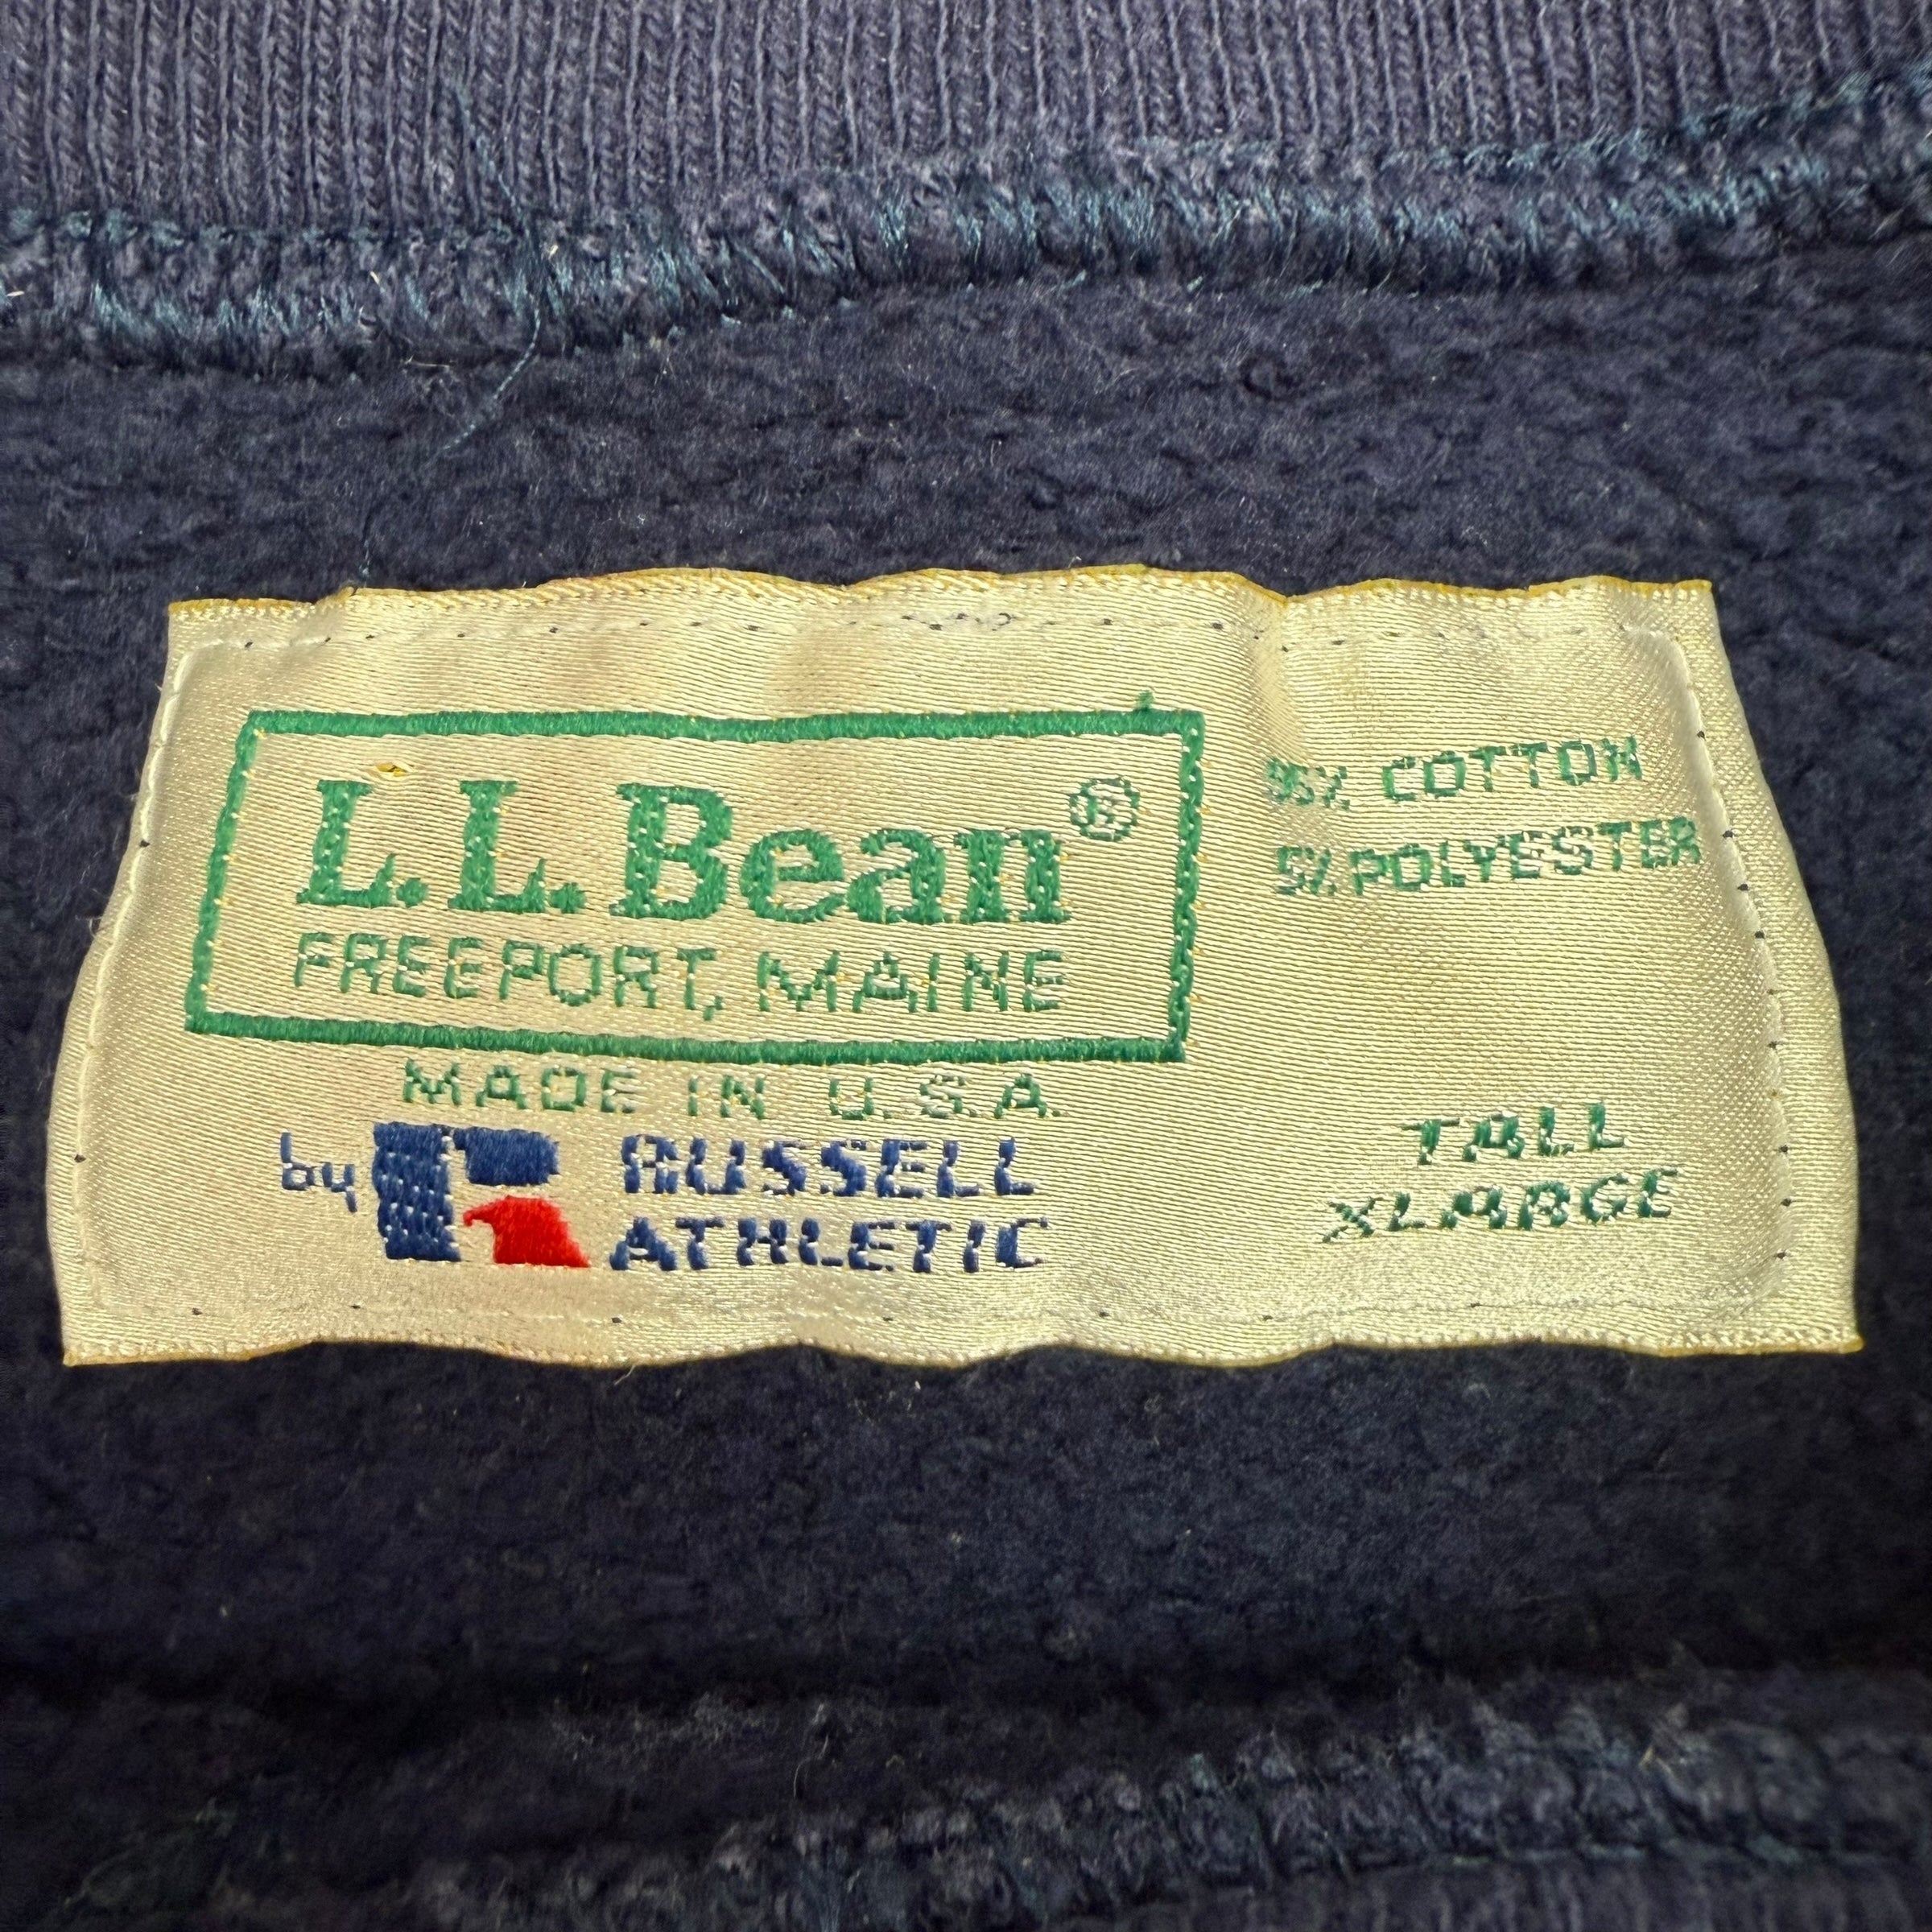 L.L.Bean®
FREEPORT, MAINE
MADE IN U.S.A.
by R RUSSELL
ATHLETIC
95% COTTON
5% POLYESTER
TALL
XLARGE